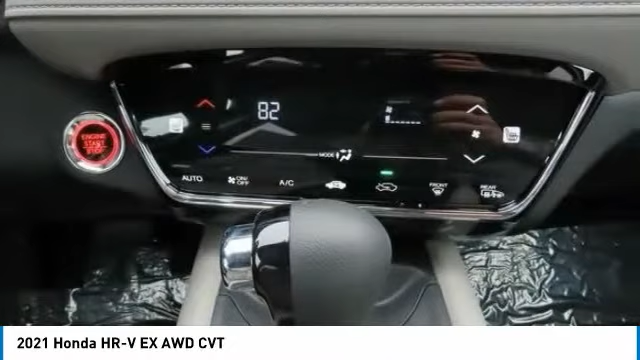 82
ENGINE
START
STOP
MODE
AUTO
ON/
OFF
A/C
FRONT
REAR
2021 Honda HR-V EX AWD CVT